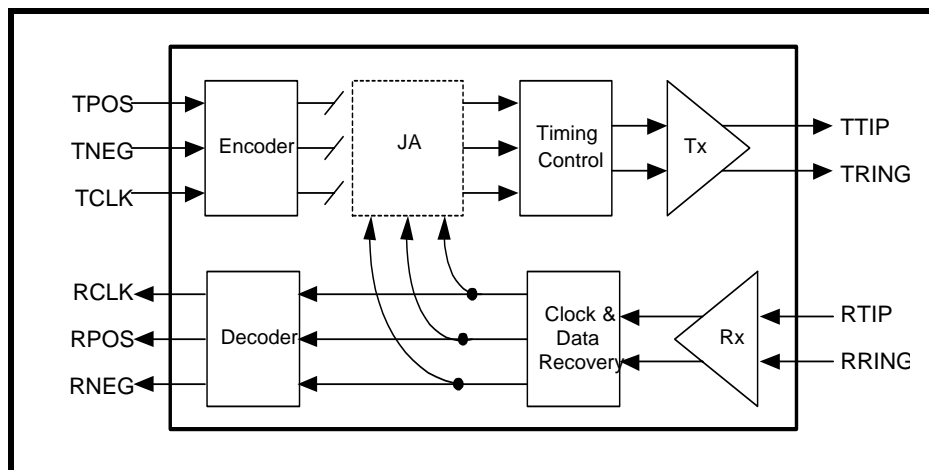 TPOS
TNEG
TCLK
Encoder
JA
Timing
Control
Tx
TTIP
TRING
RCLK
RPOS
RNEG
Decoder
Clock &
Data
Recovery
Rx
RTIP
RRING